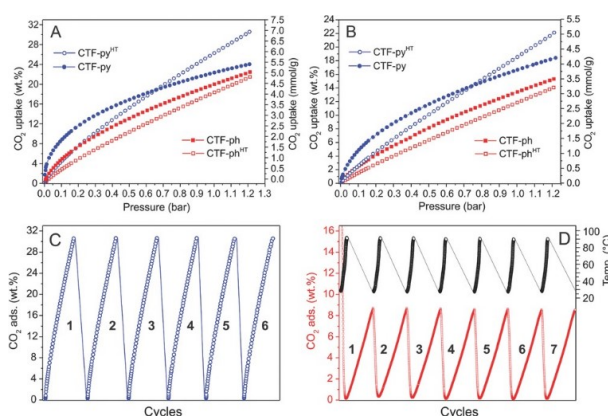 A
32
28
24
20
16
12
8
4
0
CO₂ uptake (wt.%)
CTF-pyᴴᵀ
CTF-py
CTF-ph
CTF-phᴴᵀ
7.5
7.0
6.5
6.0
5.5
5.0
4.5
4.0
3.5
3.0
2.5
2.0
1.5
1.0
0.5
0.0
CO₂ uptake (mmol/g)
0.0 0.1 0.2 0.3 0.4 0.5 0.6 0.7 0.8 0.9 1.0 1.1 1.2 1.3
Pressure (bar)
B
24
22
20
18
16
14
12
10
8
6
4
2
0
CO₂ uptake (wt.%)
CTF-pyᴴᵀ
CTF-py
CTF-ph
CTF-phᴴᵀ
5.5
5.0
4.5
4.0
3.5
3.0
2.5
2.0
1.5
1.0
0.5
0.0
CO₂ uptake (mmol/g)
0.0 0.1 0.2 0.3 0.4 0.5 0.6 0.7 0.8 0.9 1.0 1.1 1.2
Pressure (bar)
C
32
28
24
20
16
12
8
4
0
CO₂ ads. (wt.%)
1 2 3 4 5 6
Cycles
D
16
14
12
10
8
6
4
2
0
CO₂ ads. (wt.%)
100
80
60
40
20
Temp. (°C)
1 2 3 4 5 6 7
Cycles